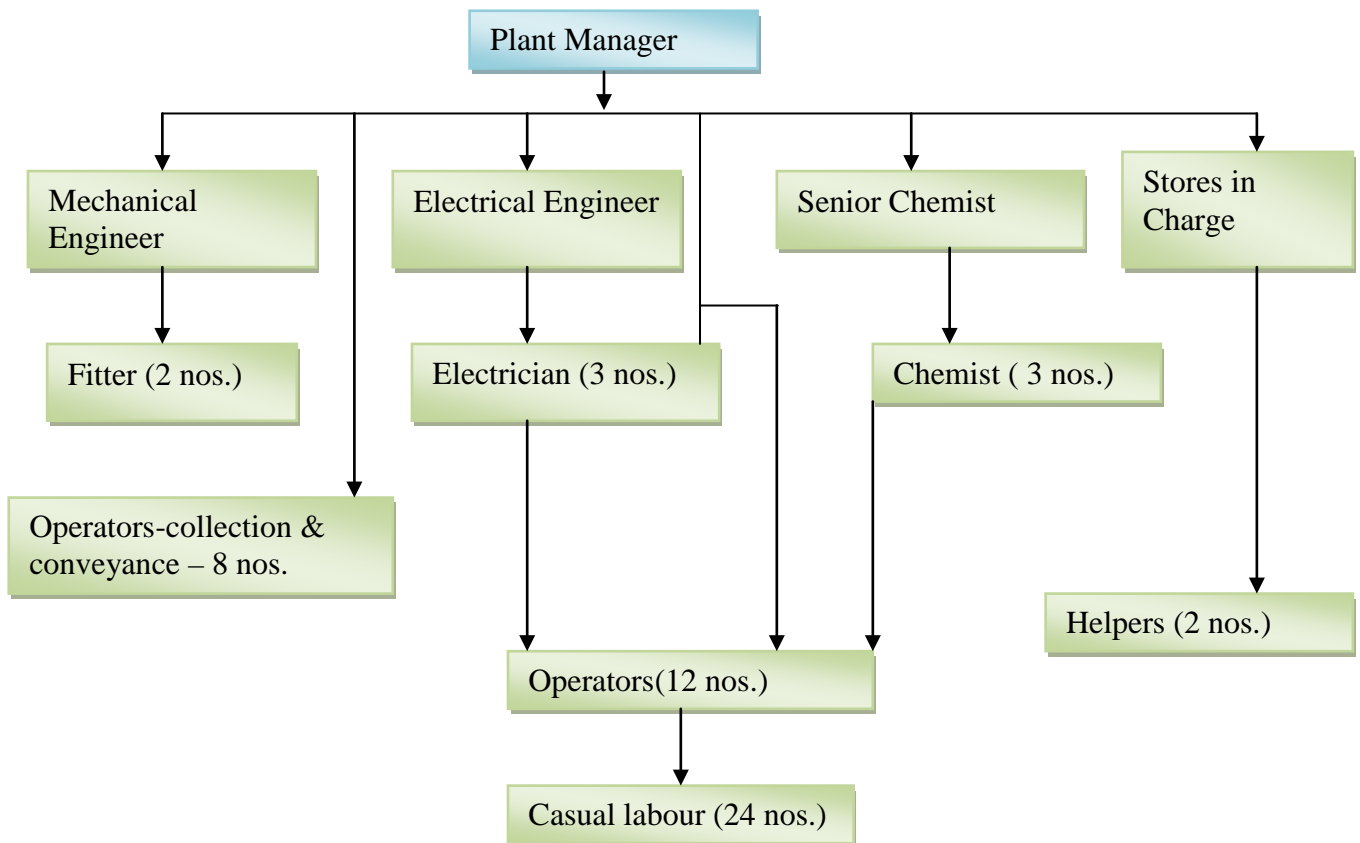 Plant Manager
Mechanical
Engineer
Electrical Engineer
Senior Chemist
Stores in
Charge
Fitter (2 nos.)
Electrician (3 nos.)
Chemist ( 3 nos.)
Operators-collection &
conveyance – 8 nos.
Helpers (2 nos.)
Operators(12 nos.)
Casual labour (24 nos.)